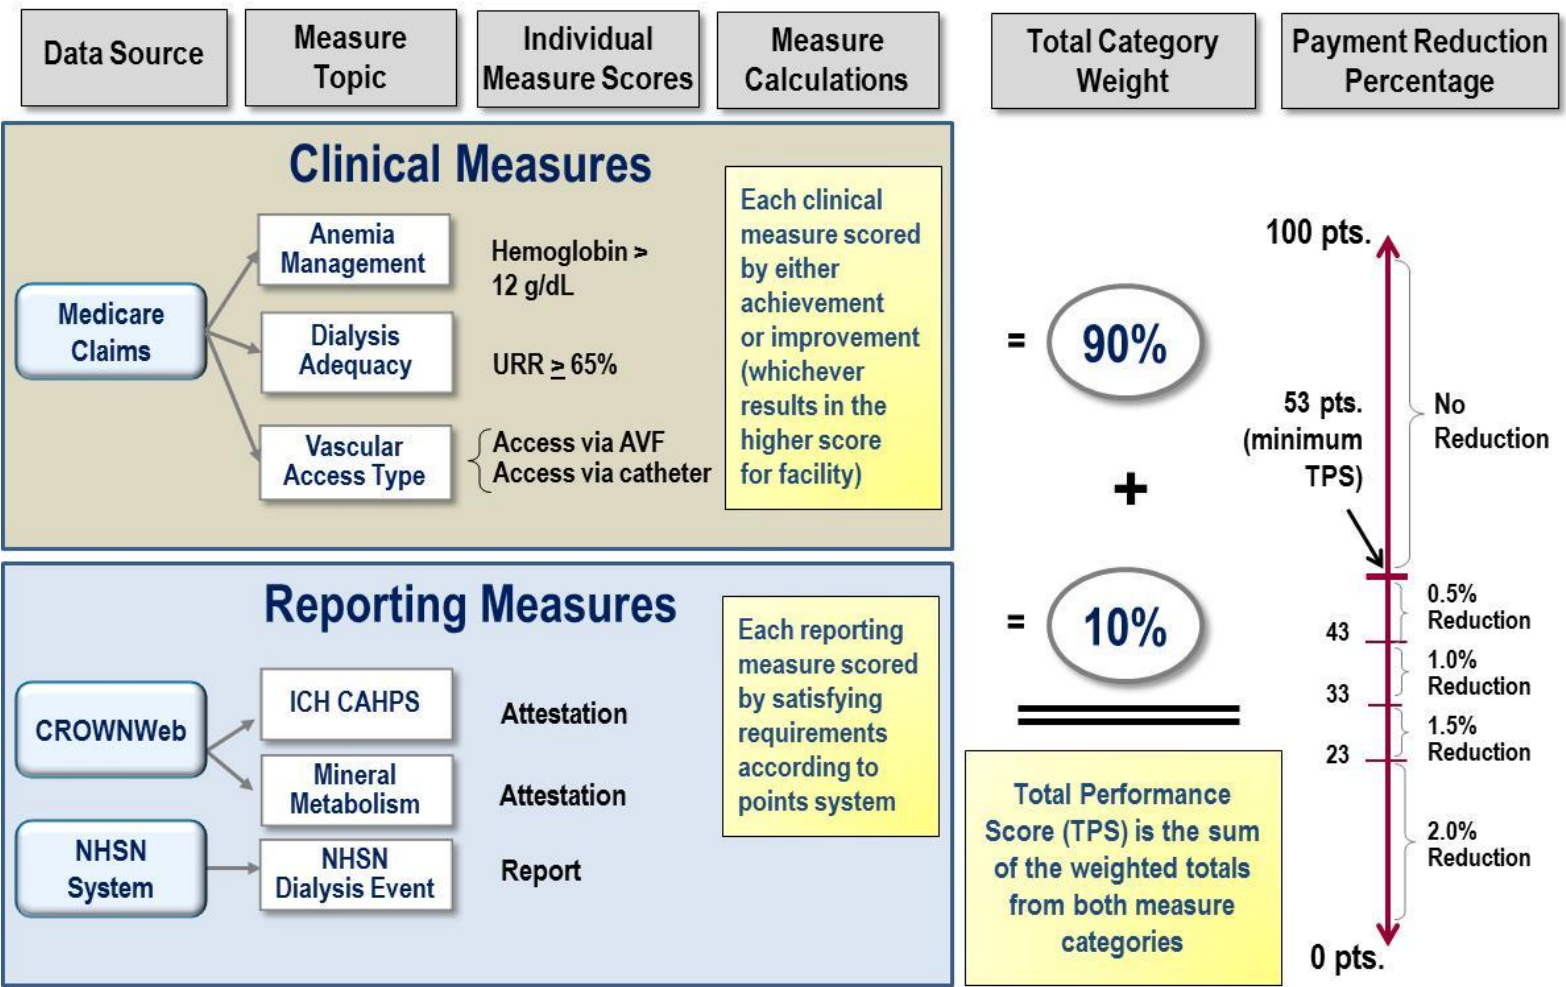 Data Source
Measure
Topic
Individual
Measure Scores
Measure
Calculations
Total Category
Weight
Payment Reduction
Percentage
Clinical Measures
Medicare
Claims
Anemia
Management
Hemoglobin >
12 g/dL
Dialysis
Adequacy
URR ≥ 65%
Vascular
Access Type
Access via AVF
Access via catheter
Each clinical
measure scored
by either
achievement
or improvement
(whichever
results in the
higher score
for facility)
= 90%
+
Reporting Measures
CROWNWeb
ICH CAHPS
Attestation
Mineral
Metabolism
Attestation
NHSN
System
NHSN
Dialysis Event
Report
Each reporting
measure scored
by satisfying
requirements
according to
points system
= 10%
Total Performance
Score (TPS) is the sum
of the weighted totals
from both measure
categories
100 pts.
No
Reduction
53 pts.
(minimum
TPS)
0.5%
Reduction
43
1.0%
Reduction
33
1.5%
Reduction
23
2.0%
Reduction
0 pts.